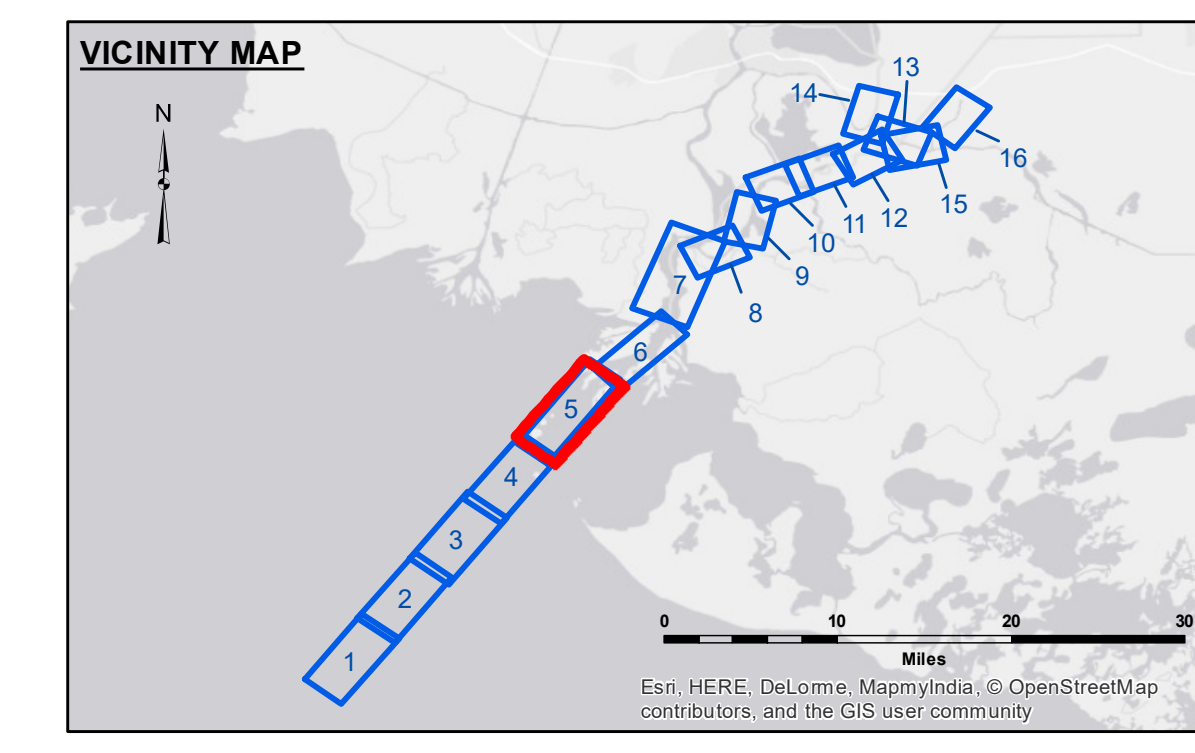 VICINITY MAP
N
13
14
16
15
12
11
10
9
8
7
6
5
4
3
2
1
0 10 20 30
Miles
Esri, HERE, DeLorme, MapmyIndia, © OpenStreetMap
contributors, and the GIS user community